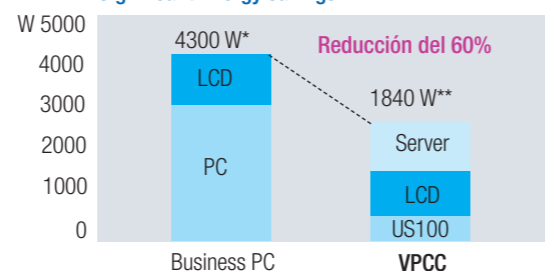 W 5000
4000
3000
2000
1000
0
4300 W*
LCD
PC
Reducción del 60%
1840 W**
Server
LCD
US100
Business PC
VPCC